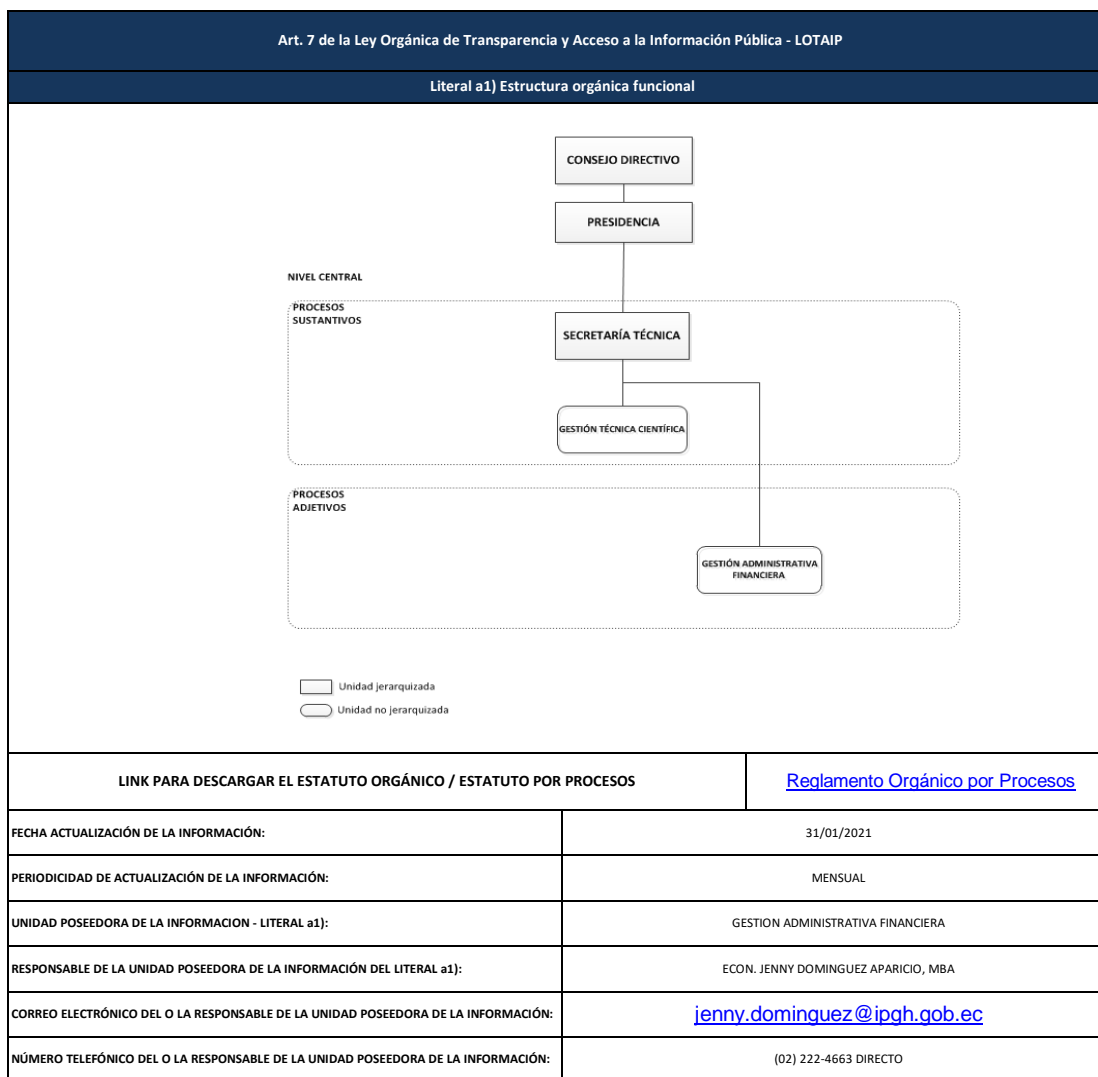 Art. 7 de la Ley Orgánica de Transparencia y Acceso a la Información Pública - LOTAIP
Literal a1) Estructura orgánica funcional
CONSEJO DIRECTIVO
PRESIDENCIA
NIVEL CENTRAL
PROCESOS
SUSTANTIVOS
SECRETARÍA TÉCNICA
GESTIÓN TÉCNICA CIENTÍFICA
PROCESOS
ADJETIVOS
GESTIÓN ADMINISTRATIVA
FINANCIERA
Unidad jerarquizada
Unidad no jerarquizada
LINK PARA DESCARGAR EL ESTATUTO ORGÁNICO / ESTATUTO POR PROCESOS
Reglamento Orgánico por Procesos
FECHA ACTUALIZACIÓN DE LA INFORMACIÓN:
31/01/2021
PERIODICIDAD DE ACTUALIZACIÓN DE LA INFORMACIÓN:
MENSUAL
UNIDAD POSEEDORA DE LA INFORMACION - LITERAL a1):
GESTION ADMINISTRATIVA FINANCIERA
RESPONSABLE DE LA UNIDAD POSEEDORA DE LA INFORMACIÓN DEL LITERAL a1):
ECON. JENNY DOMINGUEZ APARICIO, MBA
CORREO ELECTRÓNICO DEL O LA RESPONSABLE DE LA UNIDAD POSEEDORA DE LA INFORMACIÓN:
jenny.dominguez@ipgh.gob.ec
NÚMERO TELEFÓNICO DEL O LA RESPONSABLE DE LA UNIDAD POSEEDORA DE LA INFORMACIÓN:
(02) 222-4663 DIRECTO